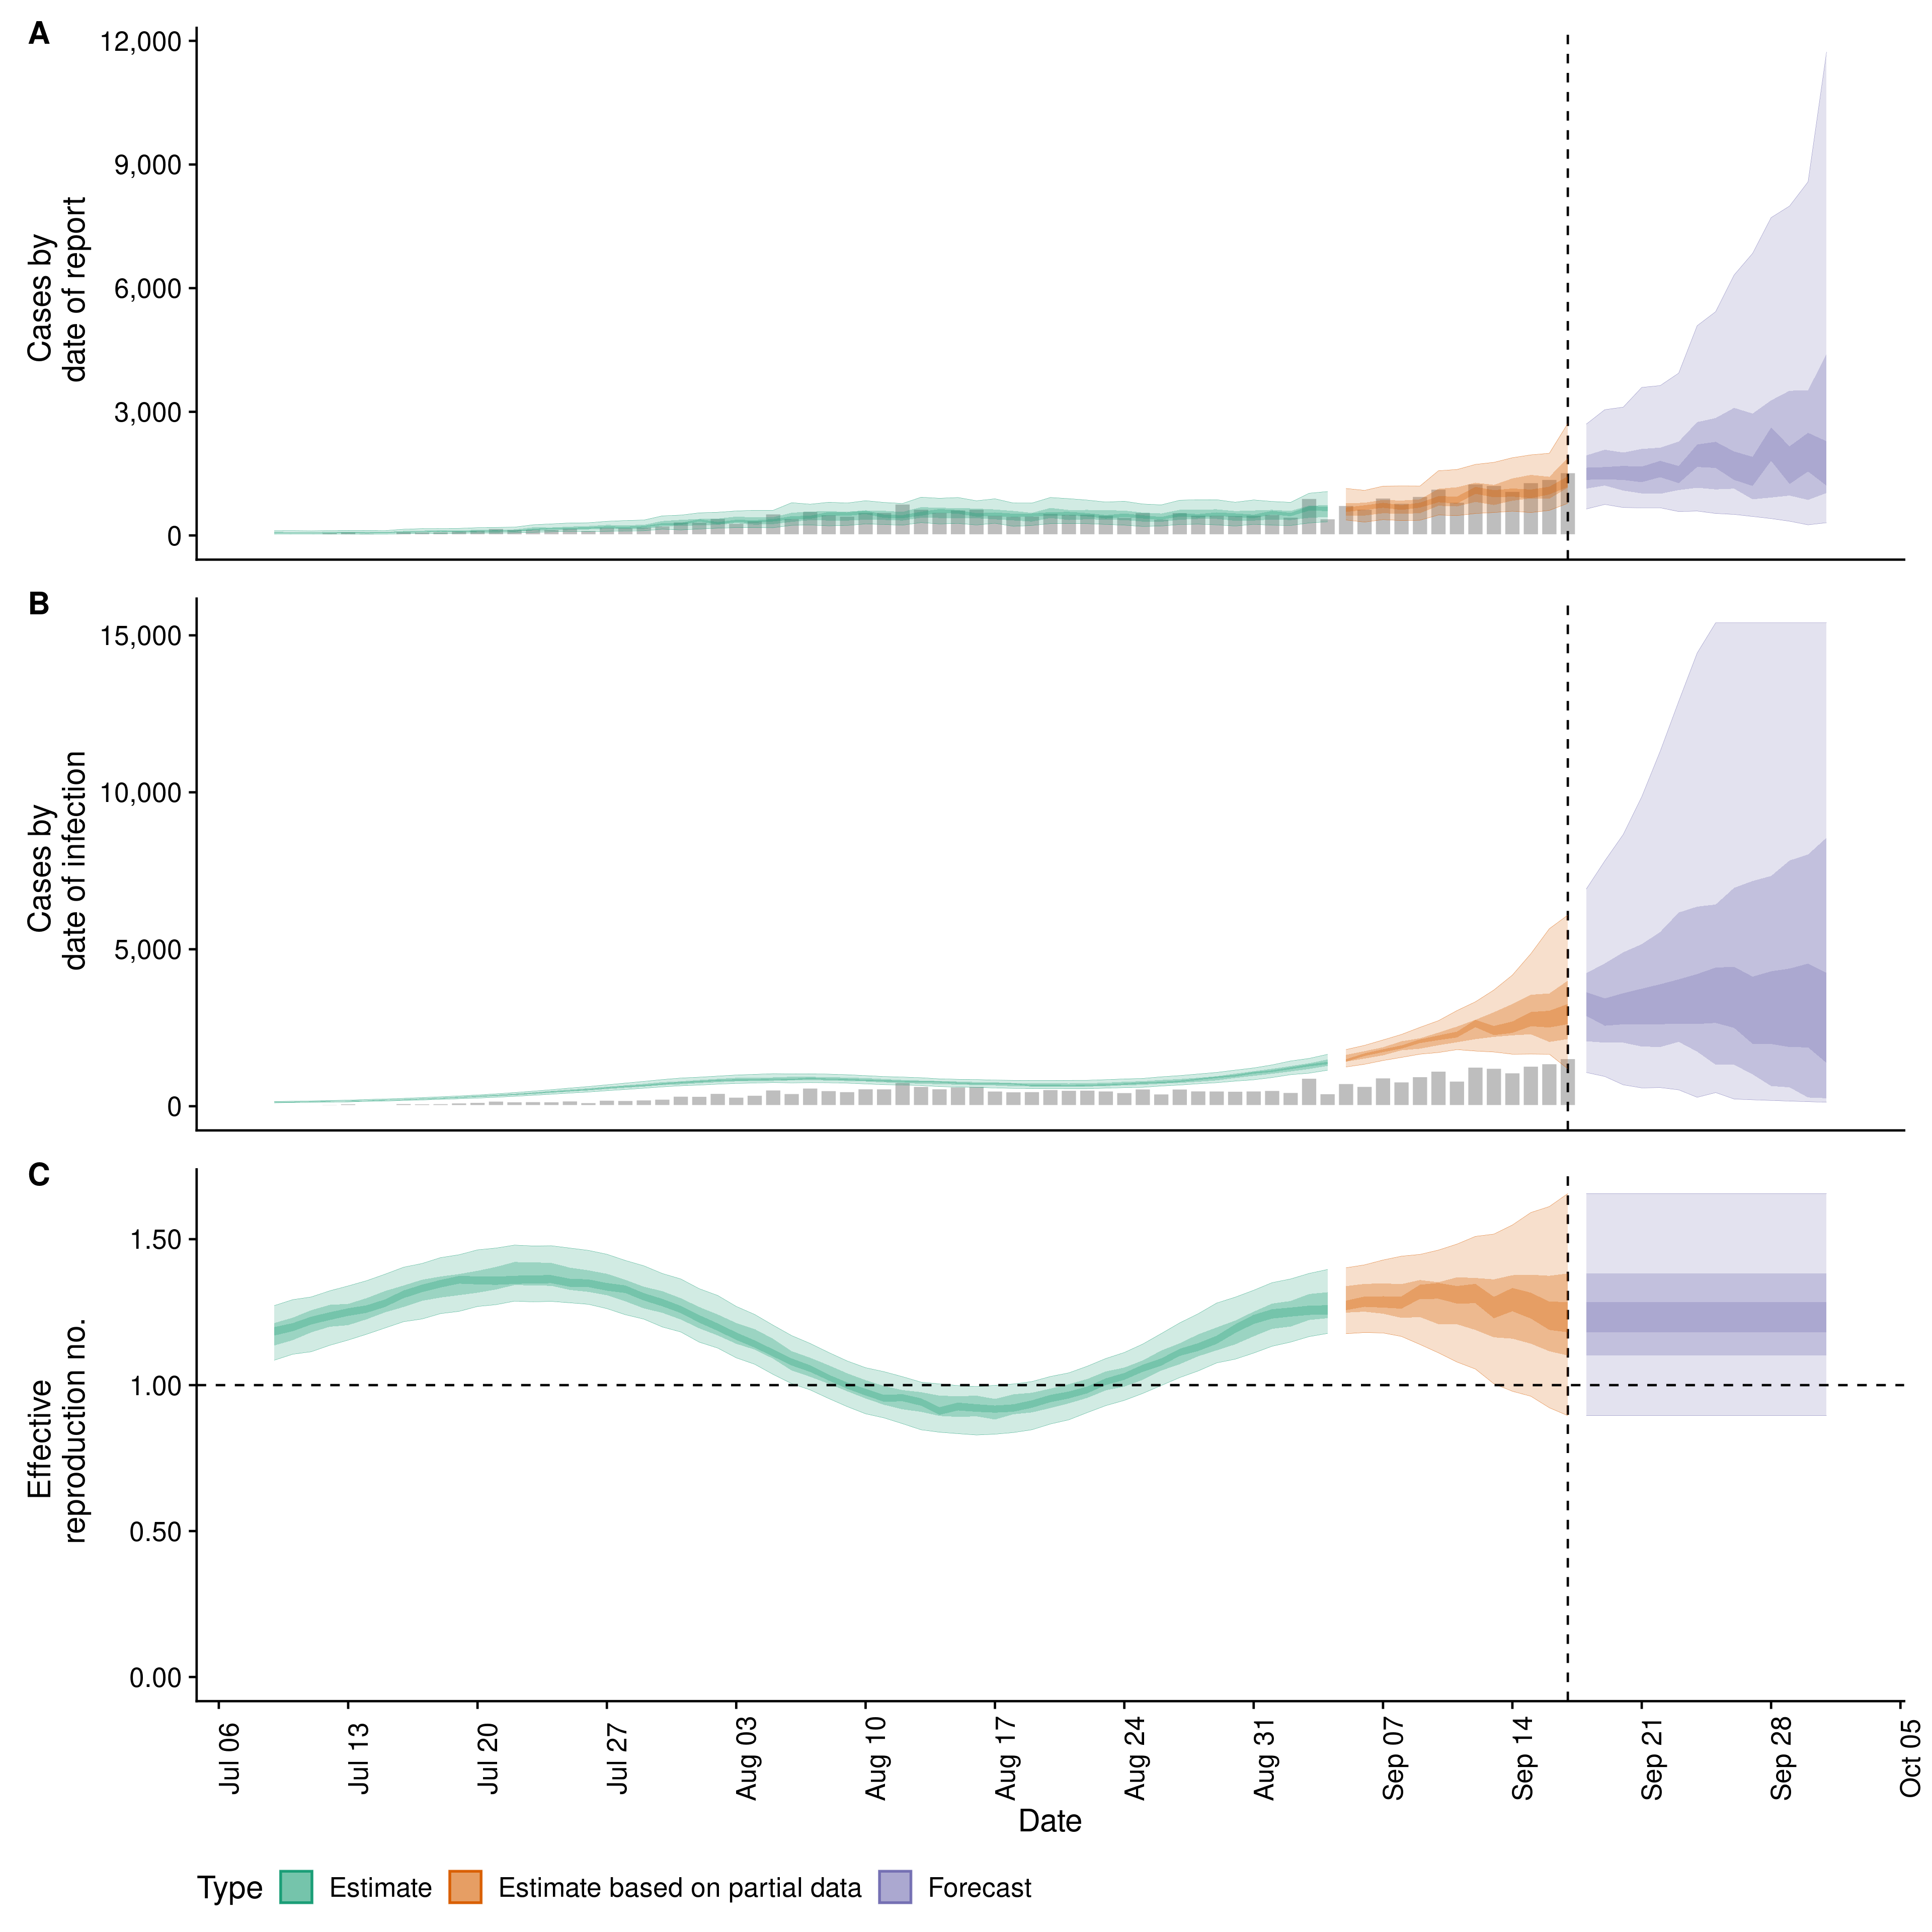 A
12,000
9,000
6,000
3,000
0
Cases by
date of report
B
15,000
10,000
5,000
0
Cases by
date of infection
C
1.50
1.00
0.50
0.00
Effective
reproduction no.
Jul 06
Jul 13
Jul 20
Jul 27
Aug 03
Aug 10
Aug 17
Aug 24
Aug 31
Sep 07
Sep 14
Sep 21
Sep 28
Oct 05
Date
Type Estimate Estimate based on partial data Forecast